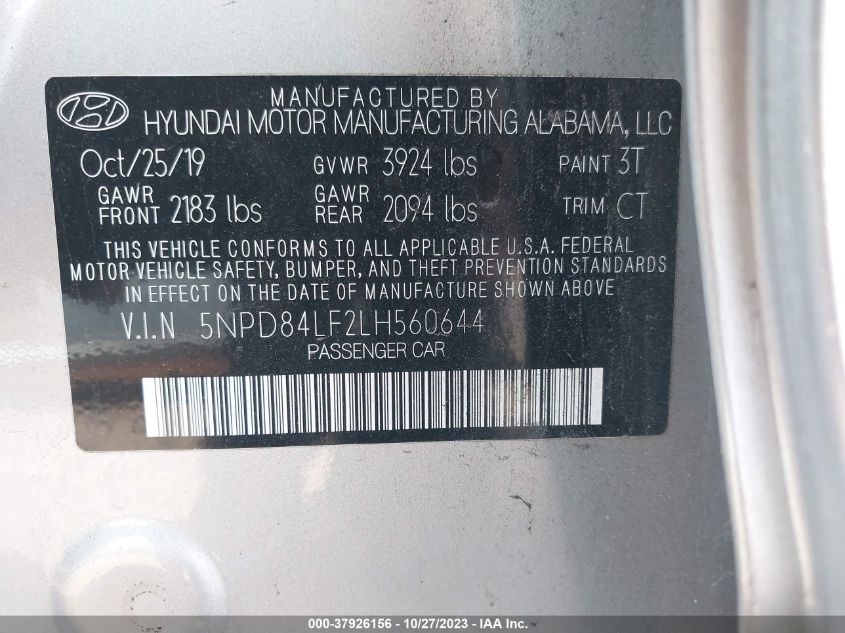 MANUFACTURED BY
HYUNDAI MOTOR MANUFACTURING ALABAMA, LLC
Oct/25/19 GVWR 3924 lbs PAINT 3T
GAWR FRONT 2183 lbs GAWR REAR 2094 lbs TRIM CT
THIS VEHICLE CONFORMS TO ALL APPLICABLE U.S.A. FEDERAL
MOTOR VEHICLE SAFETY, BUMPER, AND THEFT PREVENTION STANDARDS
IN EFFECT ON THE DATE OF MANUFACTURE SHOWN ABOVE.
V.I.N 5NPD84LF2LH560644
PASSENGER CAR
000-37926156 - 10/27/2023 - IAA Inc.